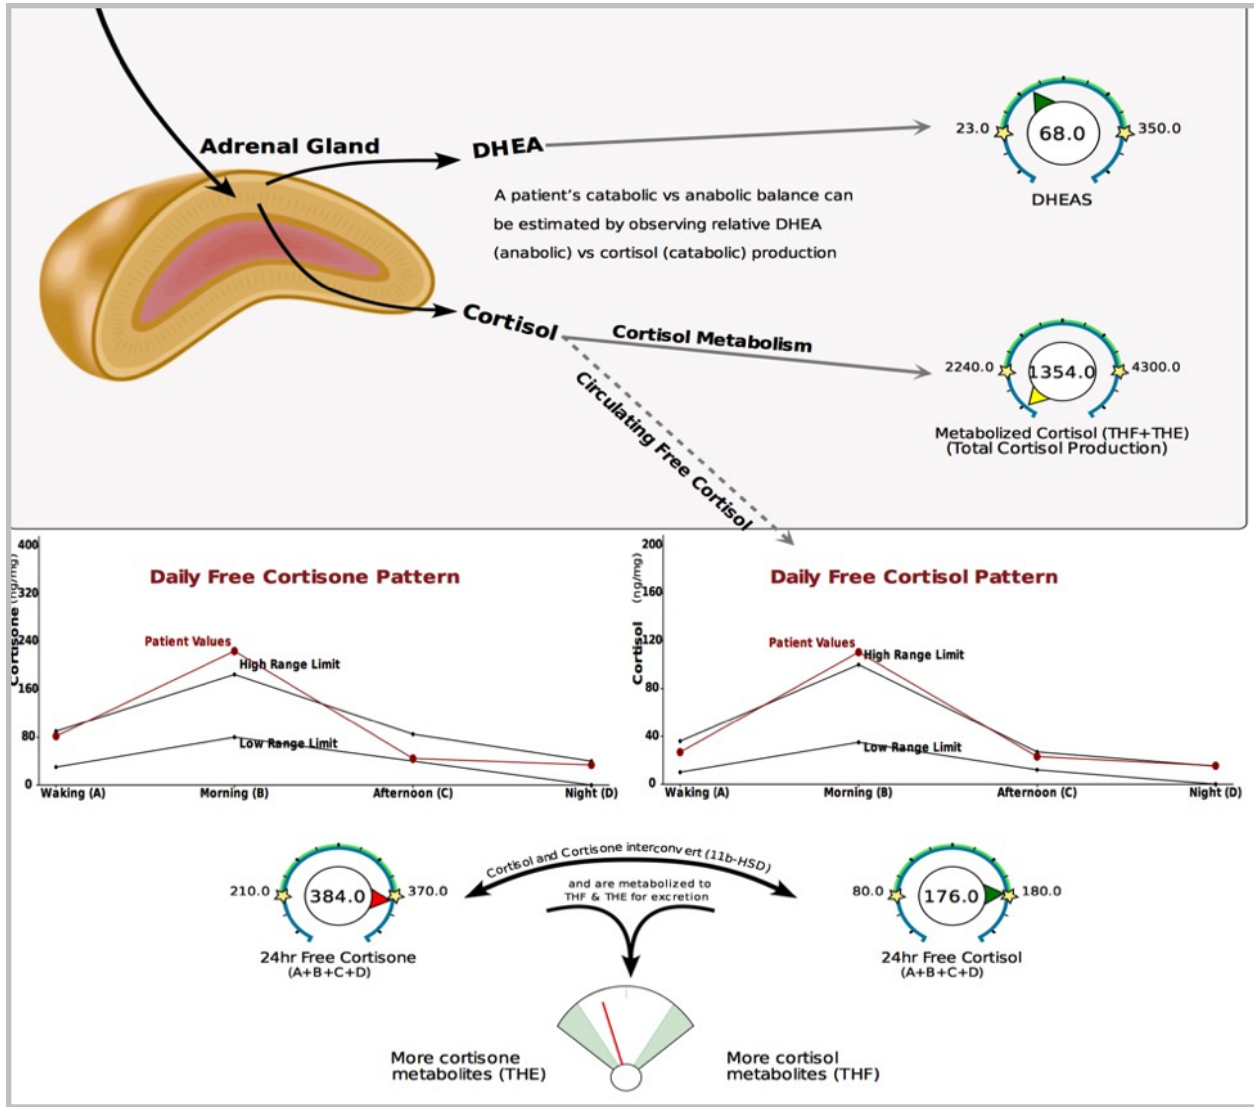 Adrenal Gland
DHEA
23.0
68.0
350.0
DHEAS
A patient's catabolic vs anabolic balance can
be estimated by observing relative DHEA
(anabolic) vs cortisol (catabolic) production
Cortisol
Cortisol Metabolism
Circulating Free Cortisol
2240.0
1354.0
4300.0
Metabolized Cortisol (THF+THE)
(Total Cortisol Production)
Daily Free Cortisone Pattern
Cortisone (ng/mg)
400
320
240
160
80
0
Patient Values
High Range Limit
Low Range Limit
Waking (A)
Morning (B)
Afternoon (C)
Night (D)
Daily Free Cortisol Pattern
Cortisol (ng/mg)
200
160
120
80
40
0
Patient Values
High Range Limit
Low Range Limit
Waking (A)
Morning (B)
Afternoon (C)
Night (D)
210.0
384.0
370.0
24hr Free Cortisone
(A+B+C+D)
Cortisol and Cortisone interconvert (11b-HSD)
and are metabolized to
THF & THE for excretion
80.0
176.0
180.0
24hr Free Cortisol
(A+B+C+D)
More cortisone
metabolites (THE)
More cortisol
metabolites (THF)